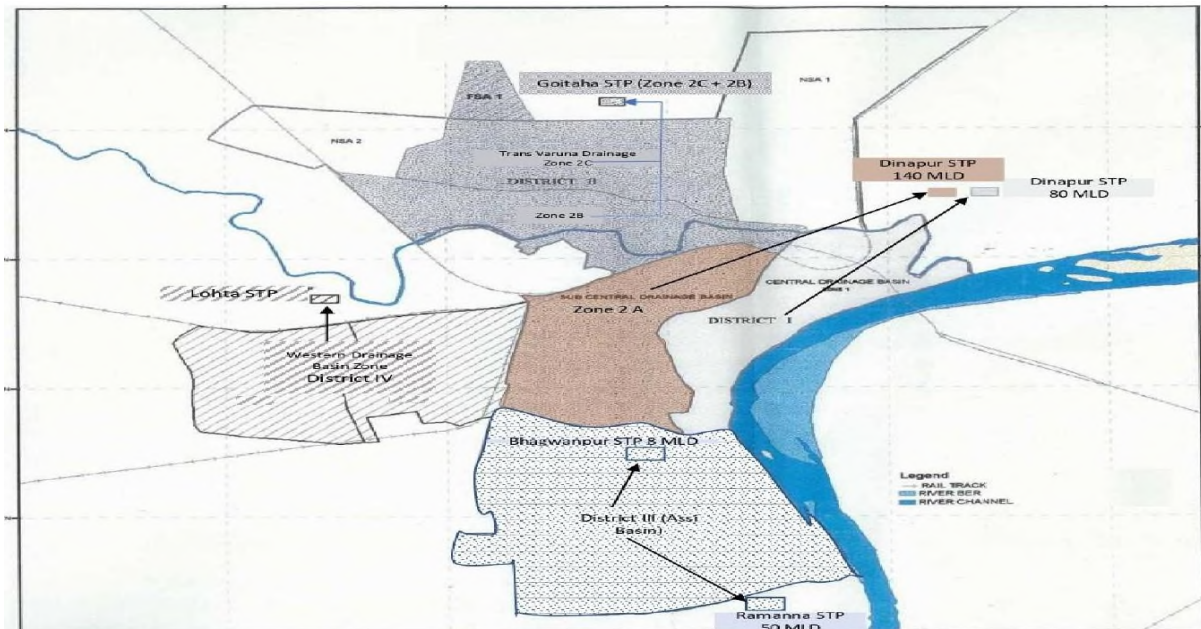 Goitaha STP (Zone 2C + 2B)
NSA 1
FSA 1
NSA 2
Trans Varuna Drainage
Zone 2C
DISTRICT II
Zone 2B
Dinapur STP
140 MLD
Dinapur STP
80 MLD
Lohta STP
SUB CENTRAL DRAINAGE BASIN
Zone 2 A
CENTRAL DRAINAGE BASIN
DISTRICT I
Western Drainage
Basin Zone
District IV
Bhagwanpur STP 8 MLD
District III (Assi
Basin)
Ramanna STP
50 MLD
Legend
RAIL TRACK
RIVER BER
RIVER CHANNEL